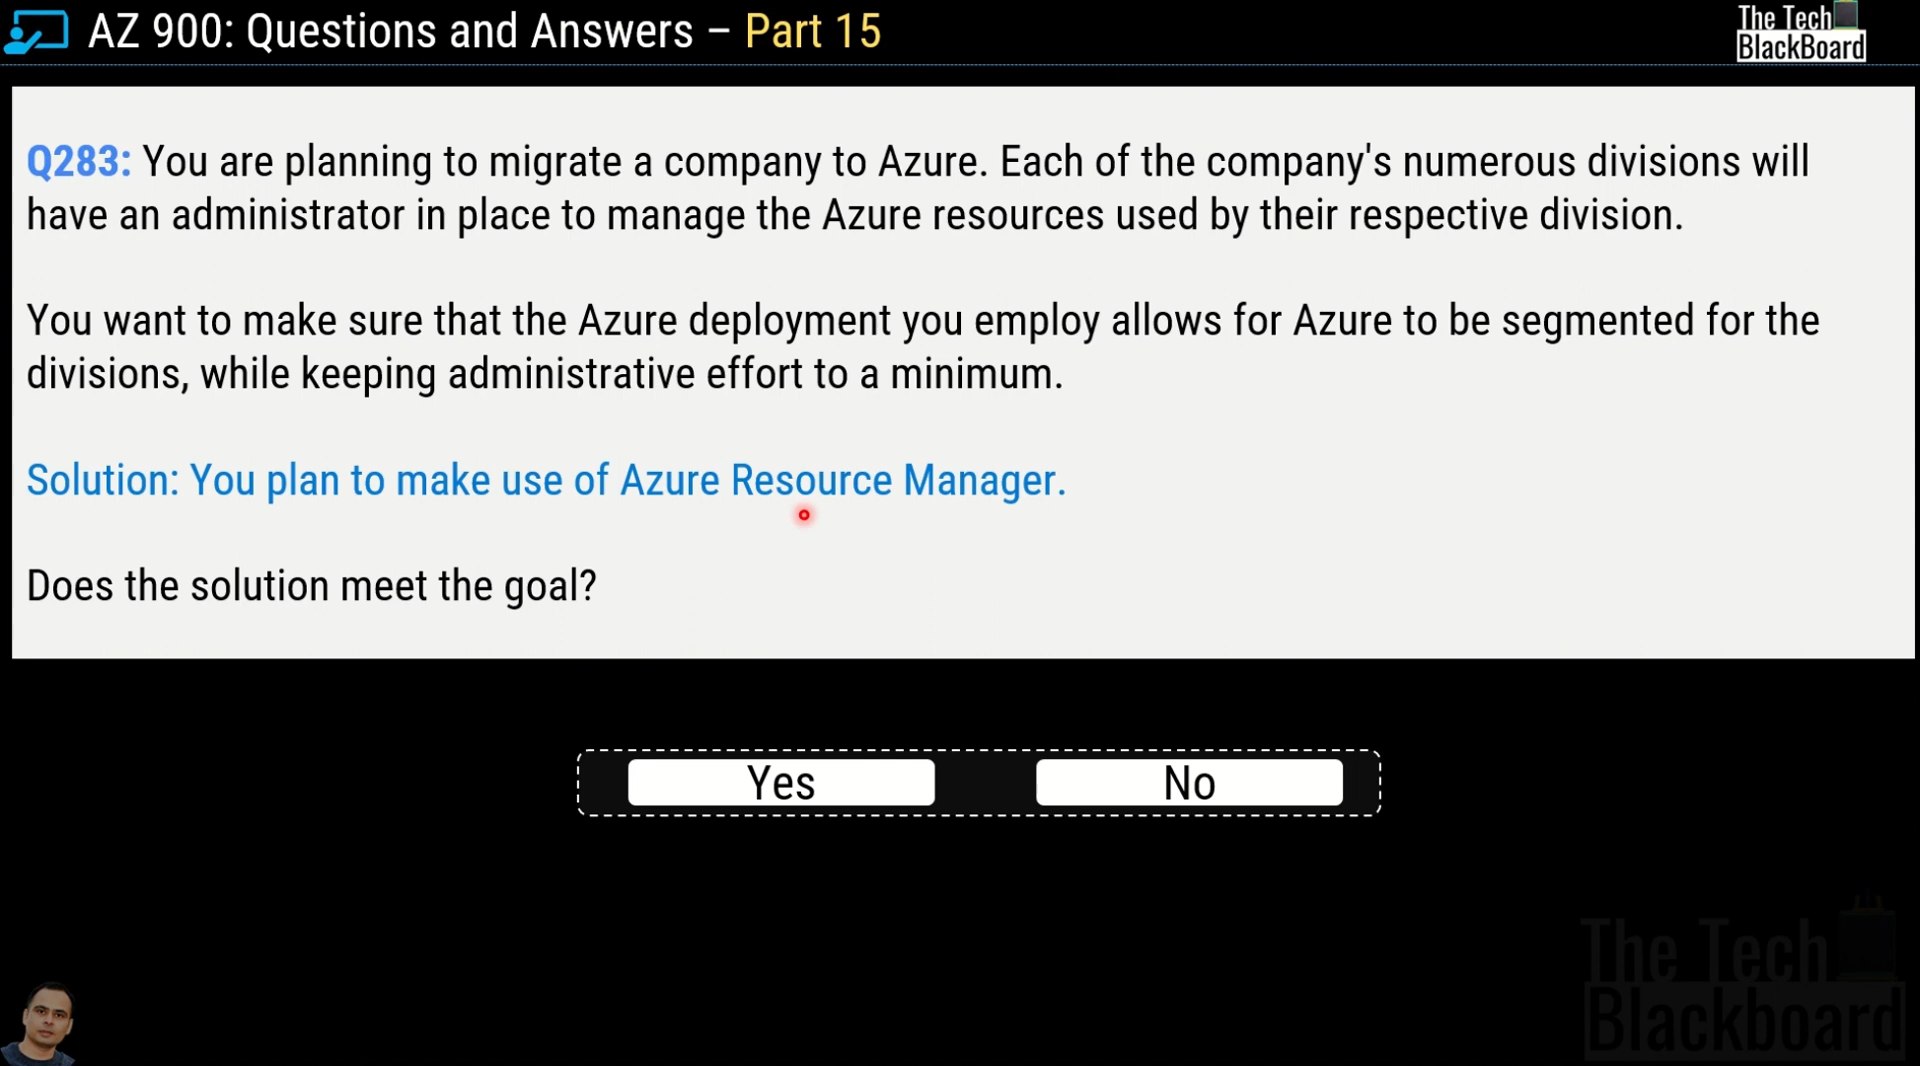 AZ 900: Questions and Answers – Part 15
The Tech
BlackBoard
Q283: You are planning to migrate a company to Azure. Each of the company's numerous divisions will
have an administrator in place to manage the Azure resources used by their respective division.
You want to make sure that the Azure deployment you employ allows for Azure to be segmented for the
divisions, while keeping administrative effort to a minimum.
Solution: You plan to make use of Azure Resource Manager.
Does the solution meet the goal?
Yes
No
The Tech
Blackboard